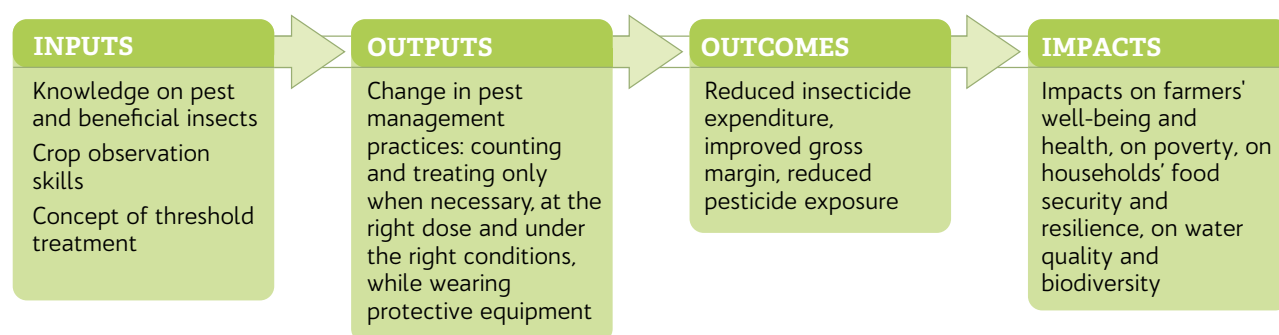 INPUTS
Knowledge on pest
and beneficial insects
Crop observation
skills
Concept of threshold
treatment
OUTPUTS
Change in pest
management
practices: counting
and treating only
when necessary, at the
right dose and under
the right conditions,
while wearing
protective equipment
OUTCOMES
Reduced insecticide
expenditure,
improved gross
margin, reduced
pesticide exposure
IMPACTS
Impacts on farmers'
well-being and
health, on poverty, on
households' food
security and
resilience, on water
quality and
biodiversity